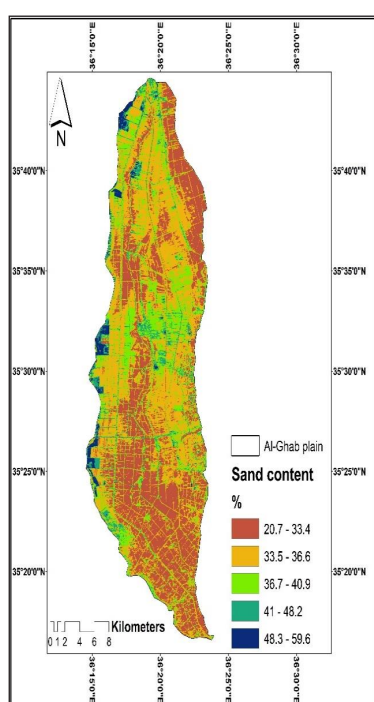 36°15'0"E 36°20'0"E 36°25'0"E 36°30'0"E
N
35°40'0"N 35°40'0"N
35°35'0"N 35°35'0"N
35°30'0"N 35°30'0"N
Al-Ghab plain
35°25'0"N 35°25'0"N
Sand content
%
20.7 - 33.4
33.5 - 36.6
35°20'0"N 35°20'0"N
36.7 - 40.9
41 - 48.2
Kilometers
0 1 2 4 6 8
48.3 - 59.6
36°15'0"E 36°20'0"E 36°25'0"E 36°30'0"E